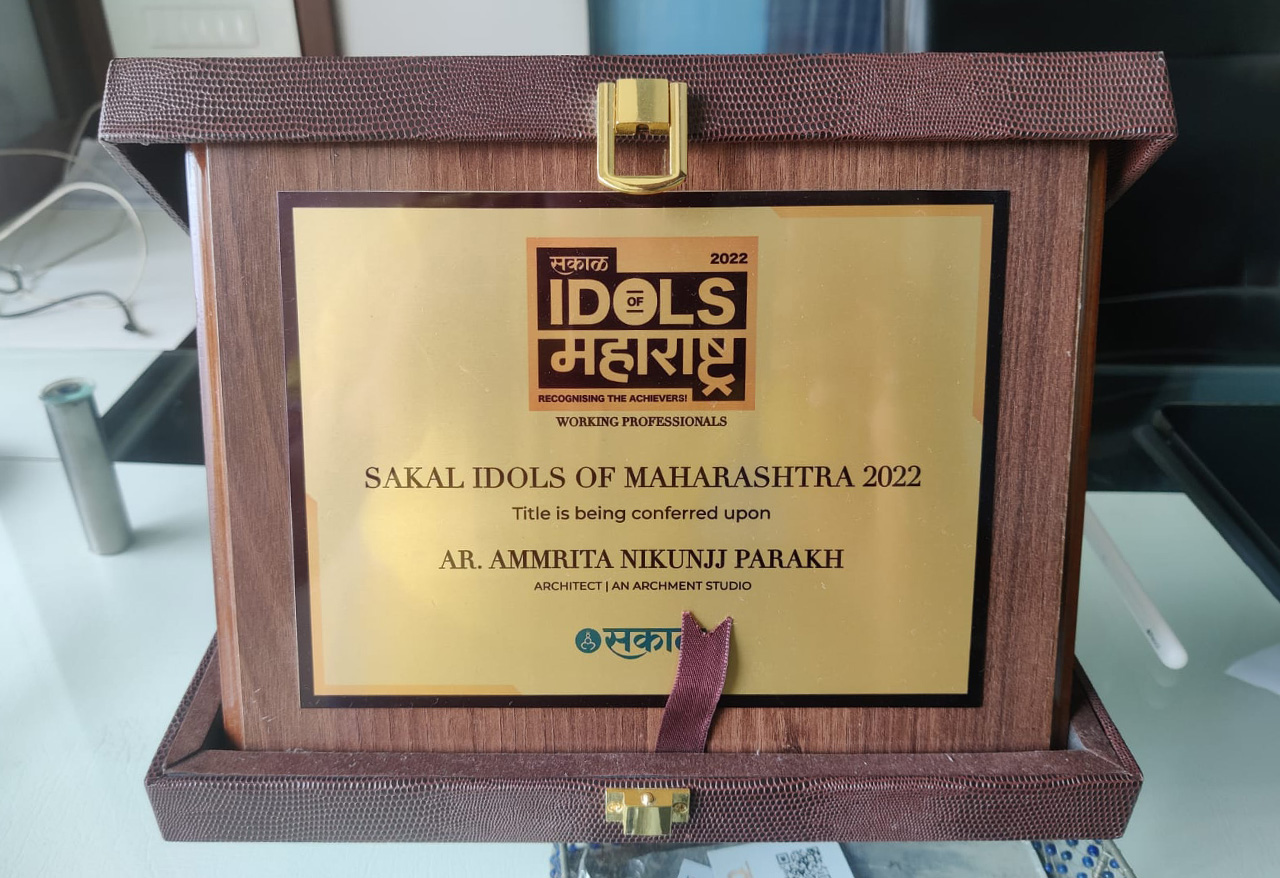 सकाळ 2022
IDOLS OF
महाराष्ट्र
RECOGNISING THE ACHIEVERS!
WORKING PROFESSIONALS
SAKAL IDOLS OF MAHARASHTRA 2022
Title is being conferred upon
AR. AMMRITA NIKUNJJ PARAKH
ARCHITECT | AN ARCHMENT STUDIO